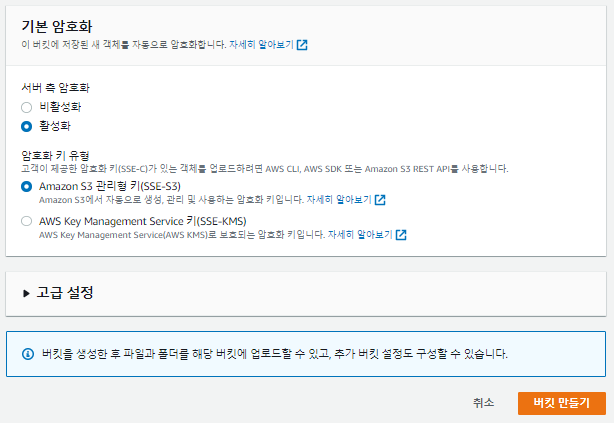 기본 암호화
이 버킷에 저장된 새 객체를 자동으로 암호화합니다. 자세히 알아보기
서버 측 암호화
비활성화
활성화
암호화 키 유형
고객이 제공한 암호화 키(SSE-C)가 있는 객체를 업로드하려면 AWS CLI, AWS SDK 또는 Amazon S3 REST API를 사용합니다.
Amazon S3 관리형 키(SSE-S3)
Amazon S3에서 자동으로 생성, 관리 및 사용하는 암호화 키입니다. 자세히 알아보기
AWS Key Management Service 키(SSE-KMS)
AWS Key Management Service(AWS KMS)로 보호되는 암호화 키입니다. 자세히 알아보기
고급 설정
버킷을 생성한 후 파일과 폴더를 해당 버킷에 업로드할 수 있고, 추가 버킷 설정도 구성할 수 있습니다.
취소 버킷 만들기